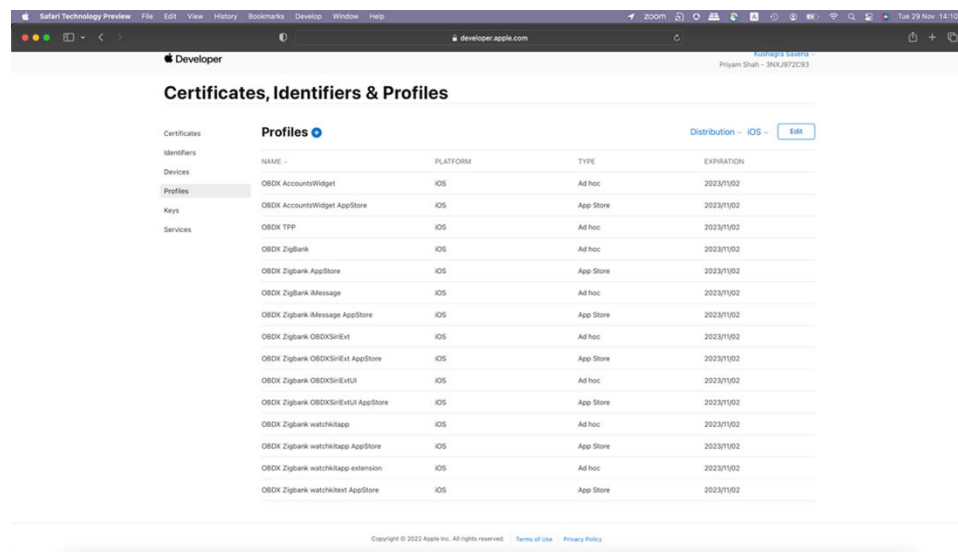 Safari Technology Preview File Edit View History Bookmarks Develop Window Help zoom Tue 29 Nov 14:10
developer.apple.com
Developer
Kushagra Saxena
Priyam Shah - 3NXJ972C93
Certificates, Identifiers & Profiles
Certificates
Identifiers
Devices
Profiles
Keys
Services
Profiles
Distribution iOS Edit
NAME PLATFORM TYPE EXPIRATION
OBDX AccountsWidget iOS Ad hoc 2023/11/02
OBDX AccountsWidget AppStore iOS App Store 2023/11/02
OBDX TPP iOS Ad hoc 2023/11/02
OBDX ZigBank iOS Ad hoc 2023/11/02
OBDX Zigbank AppStore iOS App Store 2023/11/02
OBDX ZigBank iMessage iOS Ad hoc 2023/11/02
OBDX Zigbank iMessage AppStore iOS App Store 2023/11/02
OBDX Zigbank OBDXSiriExt iOS Ad hoc 2023/11/02
OBDX Zigbank OBDXSiriExt AppStore iOS App Store 2023/11/02
OBDX Zigbank OBDXSiriExtUI iOS Ad hoc 2023/11/02
OBDX Zigbank OBDXSiriExtUI AppStore iOS App Store 2023/11/02
OBDX Zigbank watchkitapp iOS Ad hoc 2023/11/02
OBDX Zigbank watchkitapp AppStore iOS App Store 2023/11/02
OBDX Zigbank watchkitapp extension iOS Ad hoc 2023/11/02
OBDX Zigbank watchkitext AppStore iOS App Store 2023/11/02
Copyright © 2022 Apple Inc. All rights reserved. Terms of Use Privacy Policy